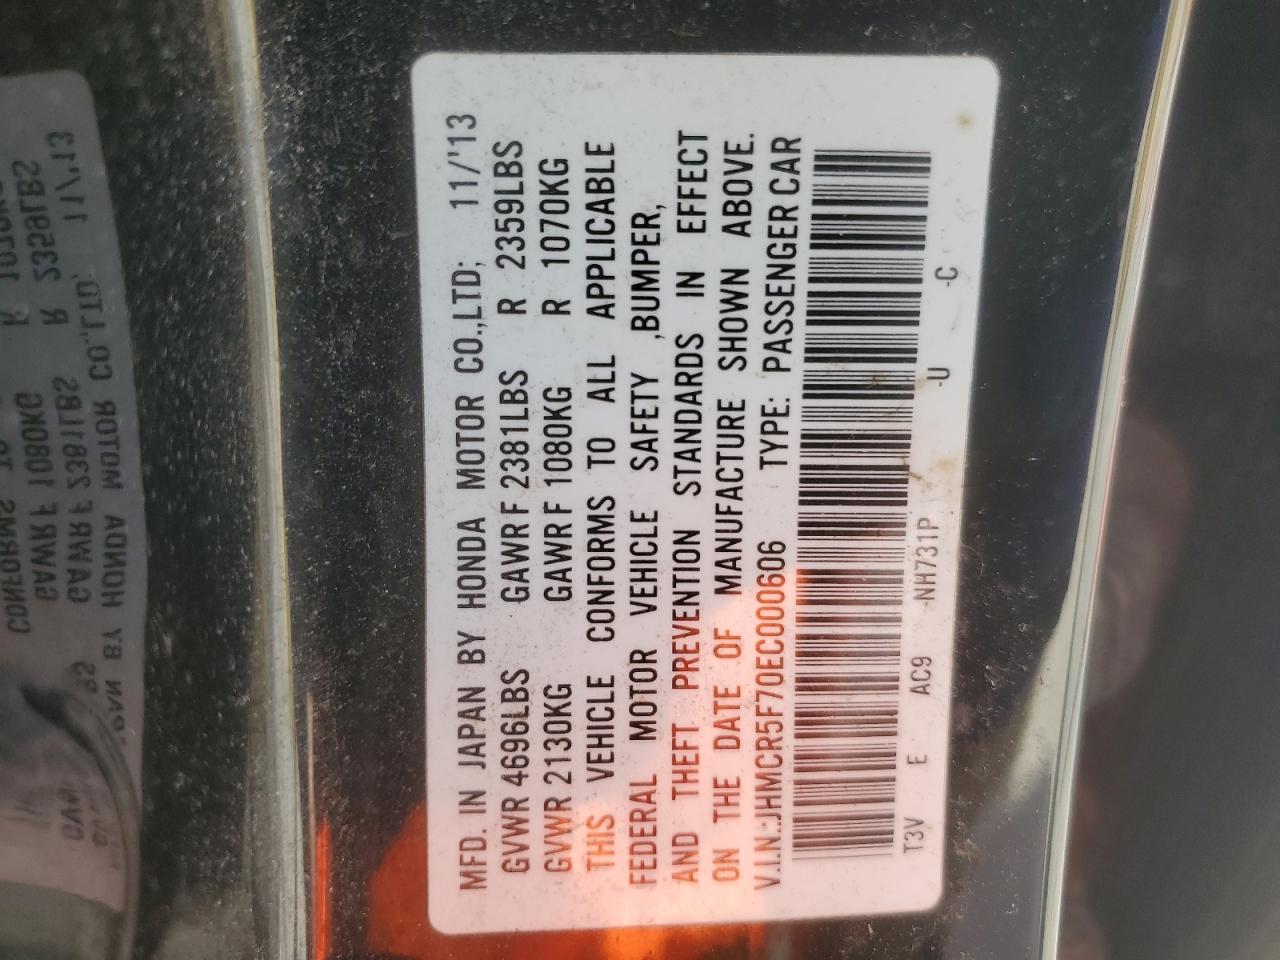 MFD. IN JAPAN BY HONDA MOTOR CO.,LTD; 11/'13
GVWR 4696LBS GAWR F 2381LBS R 2359LBS
GVWR 2130KG GAWR F 1080KG R 1070KG
THIS VEHICLE CONFORMS TO ALL APPLICABLE
FEDERAL MOTOR VEHICLE SAFETY ,BUMPER,
AND THEFT PREVENTION STANDARDS IN EFFECT
ON THE DATE OF MANUFACTURE SHOWN ABOVE.
V.I.N.:JHMCR5F70EC000606 TYPE: PASSENGER CAR
T3V E AC9 -NH731P -U -C